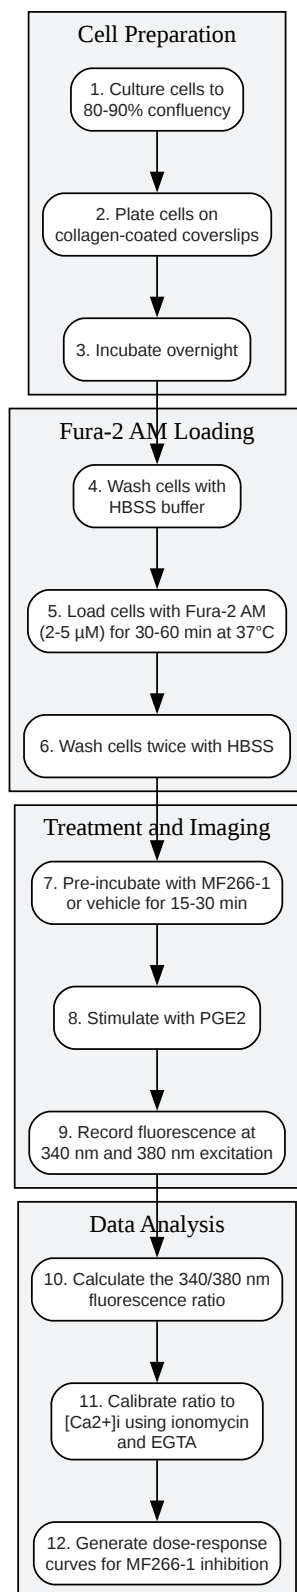 Cell Preparation
1. Culture cells to
80-90% confluency
2. Plate cells on
collagen-coated coverslips
3. Incubate overnight
Fura-2 AM Loading
4. Wash cells with
HBSS buffer
5. Load cells with Fura-2 AM
(2-5 µM) for 30-60 min at 37°C
6. Wash cells twice with HBSS
Treatment and Imaging
7. Pre-incubate with MF266-1
or vehicle for 15-30 min
8. Stimulate with PGE2
9. Record fluorescence at
340 nm and 380 nm excitation
Data Analysis
10. Calculate the 340/380 nm
fluorescence ratio
11. Calibrate ratio to
[Ca2+]i using ionomycin
and EGTA
12. Generate dose-response
curves for MF266-1 inhibition